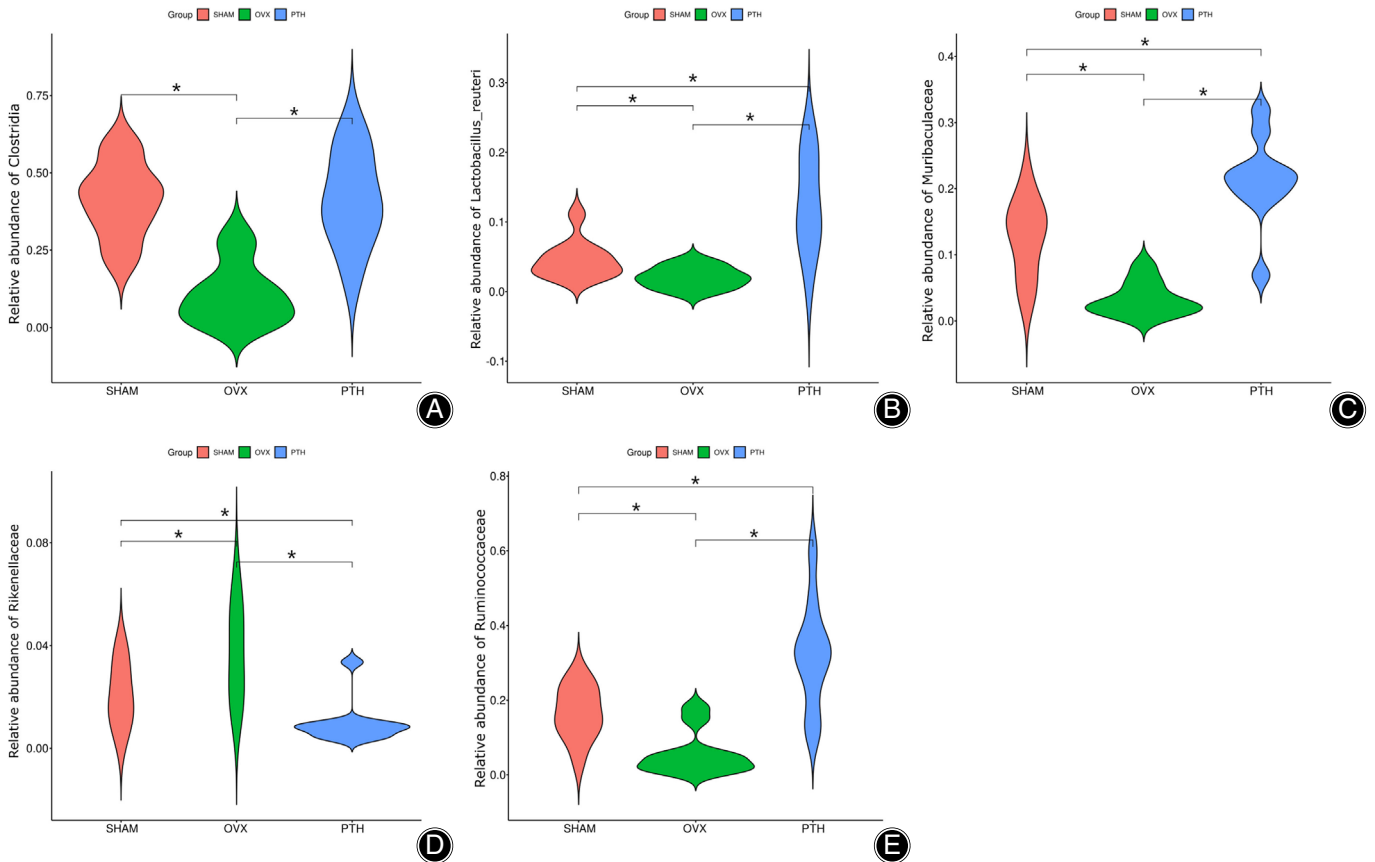 Group SHAM OVX PTH
Relative abundance of Clostridia
0.75
0.50
0.25
0.00
* *
SHAM OVX PTH
A
Group SHAM OVX PTH
Relative abundance of Lactobacillus_reuteri
0.3
0.2
0.1
0.0
-0.1
*
*
*
SHAM OVX PTH
B
Group SHAM OVX PTH
Relative abundance of Muribaculaceae
0.4
0.3
0.2
0.1
0.0
*
*
*
SHAM OVX PTH
C
Group SHAM OVX PTH
Relative abundance of Rikenellaceae
0.08
0.04
0.00
*
*
*
SHAM OVX PTH
D
Group SHAM OVX PTH
Relative abundance of Ruminococcaceae
0.8
0.6
0.4
0.2
0.0
*
*
*
SHAM OVX PTH
E